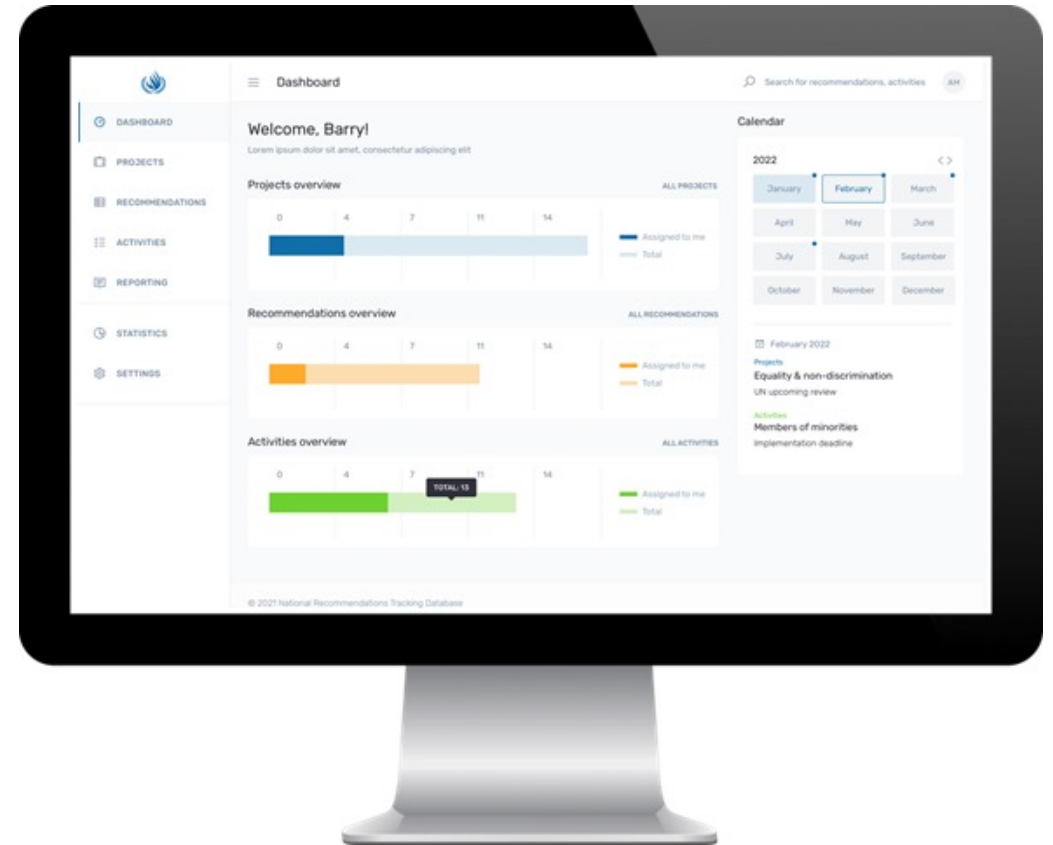 Dashboard
Search for recommendations, activities
AH
DASHBOARD
PROJECTS
RECOMMENDATIONS
ACTIVITIES
REPORTING
STATISTICS
SETTINGS
Welcome, Barry!
Lorem ipsum dolor sit amet, consectetur adipiscing elit
Projects overview
ALL PROJECTS
0 4 7 11 14
Assigned to me
Total
Recommendations overview
ALL RECOMMENDATIONS
0 4 7 11 14
Assigned to me
Total
Activities overview
ALL ACTIVITIES
0 4 7 11 14
TOTAL: 13
Assigned to me
Total
© 2021 National Recommendations Tracking Database
Calendar
2022
January February March
April May June
July August September
October November December
February 2022
Projects
Equality & non-discrimination
UN upcoming review
Activities
Members of minorities
Implementation deadline